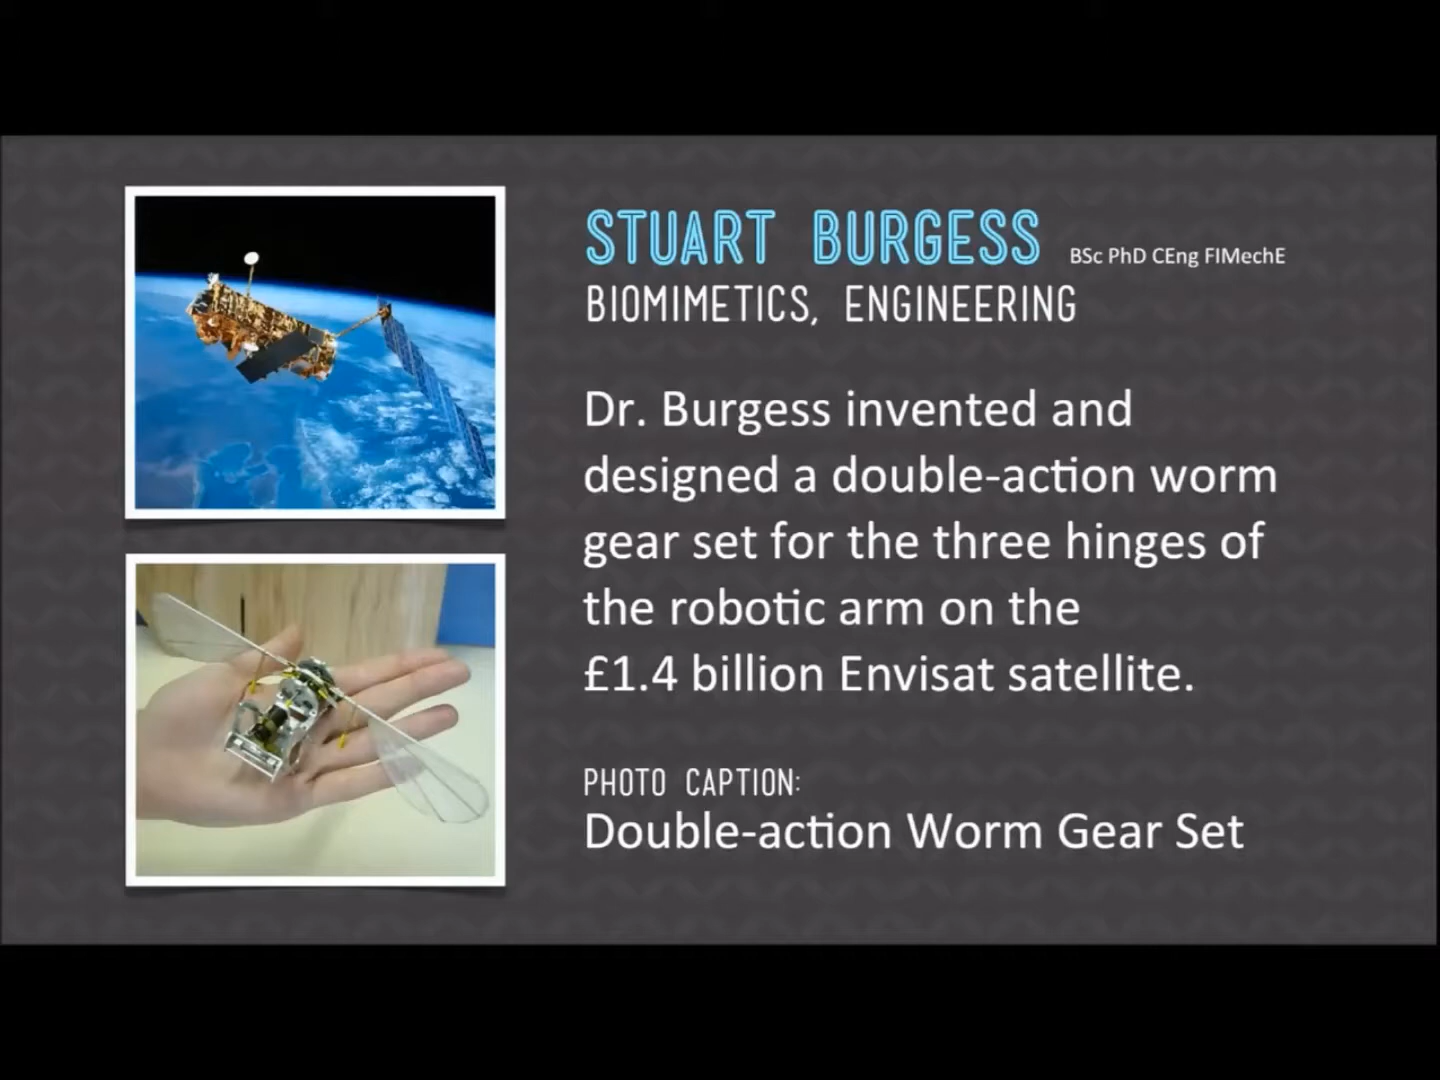 STUART BURGESS BSc PhD CEng FIMechE
BIOMIMETICS, ENGINEERING
Dr. Burgess invented and
designed a double-action worm
gear set for the three hinges of
the robotic arm on the
£1.4 billion Envisat satellite.
PHOTO CAPTION:
Double-action Worm Gear Set